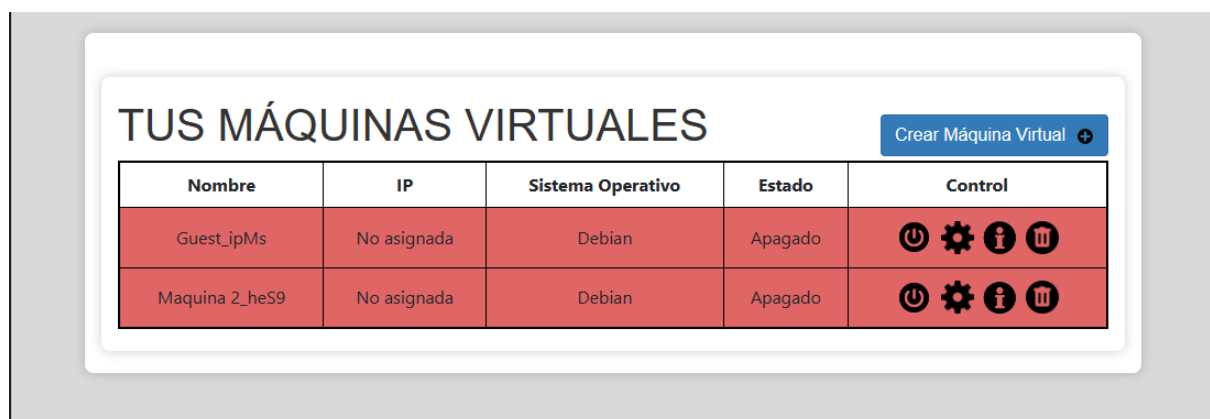 TUS MÁQUINAS VIRTUALES
Crear Máquina Virtual
Nombre IP Sistema Operativo Estado Control
Guest_ipMs No asignada Debian Apagado
Maquina 2_heS9 No asignada Debian Apagado